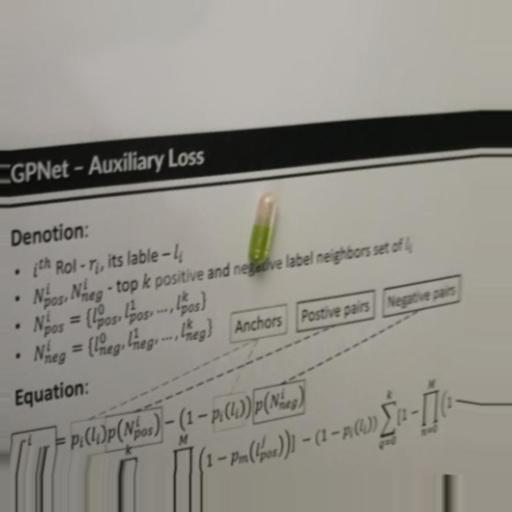 CGPNet – Auxiliary Loss
Denotion:
• i^th RoI - r_i, its lable – l_i
• N^i_pos, N^i_neg - top k positive and negative label neighbors set of l_i
• N^i_pos = {l^0_pos, l^1_pos, ..., l^k_pos}
• N^i_neg = {l^0_neg, l^1_neg, ..., l^k_neg}
Anchors Postive pairs Negative pairs
Equation:
= p_i(l_i)p(N^i_pos) – (1 – p_i(l_i))p(N^i_neg)
(1 – p_m(l^j_pos))] – (1 – p_i(l_i)) ∑ [1 – ∏ (1